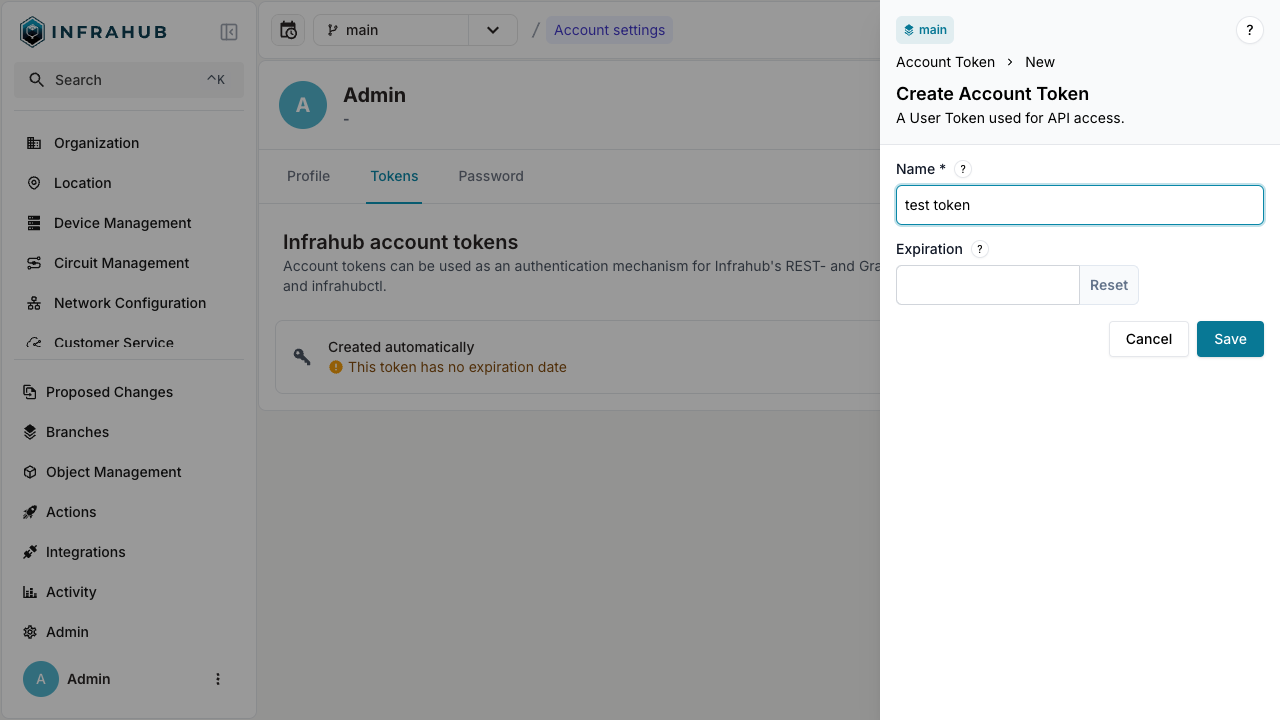 INFRAHUB
Search ^K
Organization
Location
Device Management
Circuit Management
Network Configuration
Customer Service
Proposed Changes
Branches
Object Management
Actions
Integrations
Activity
Admin
A Admin
main / Account settings
A Admin
-
Profile Tokens Password
Infrahub account tokens
Account tokens can be used as an authentication mechanism for Infrahub's REST- and Gra
and infrahubctl.
Created automatically
This token has no expiration date
main ?
Account Token › New
Create Account Token
A User Token used for API access.
Name * ?
test token
Expiration ?
Reset
Cancel Save